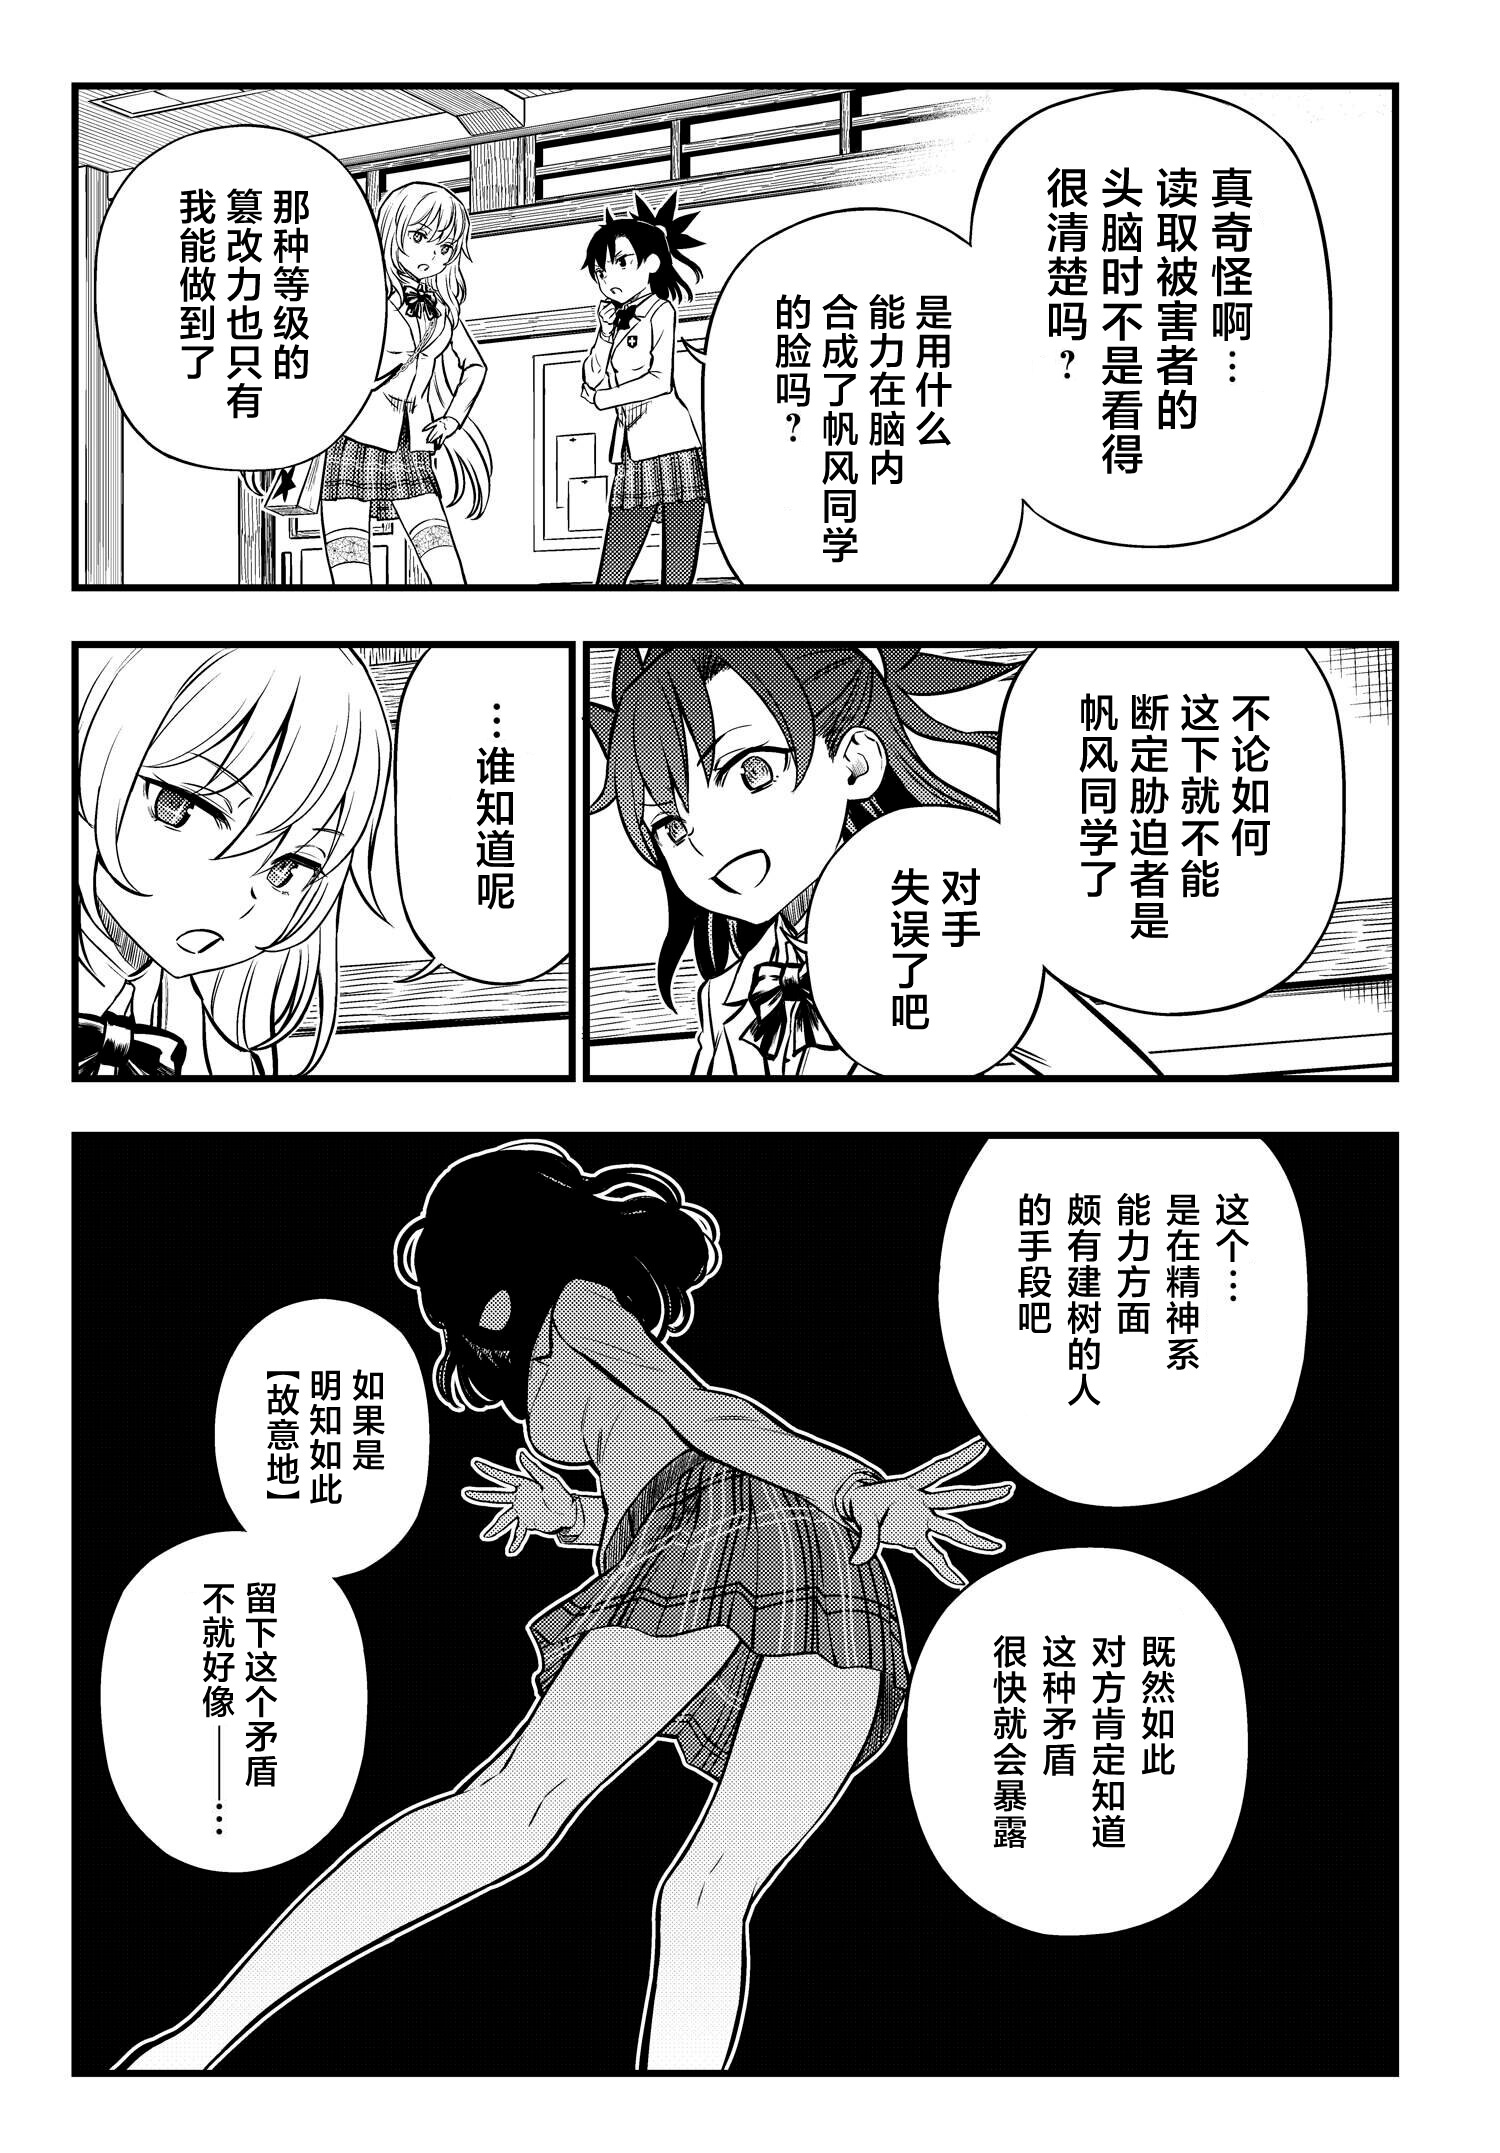 真奇怪啊…
读取被害者的
头脑时不是看得
很清楚吗?
是用什么
能力在脑内
合成了帆风同学
的脸吗?
那种等级的
篡改力也只有
我能做到了
不论如何
这下就不能
断定胁迫者是
帆风同学了
对手
失误了吧
…谁知道呢
这个…
是在精神系
能力方面
颇有建树的人
的手段吧
既然如此
对方肯定知道
这种矛盾
很快就会暴露
如果是
明知如此
【故意地】
留下这个矛盾
不就好像——…